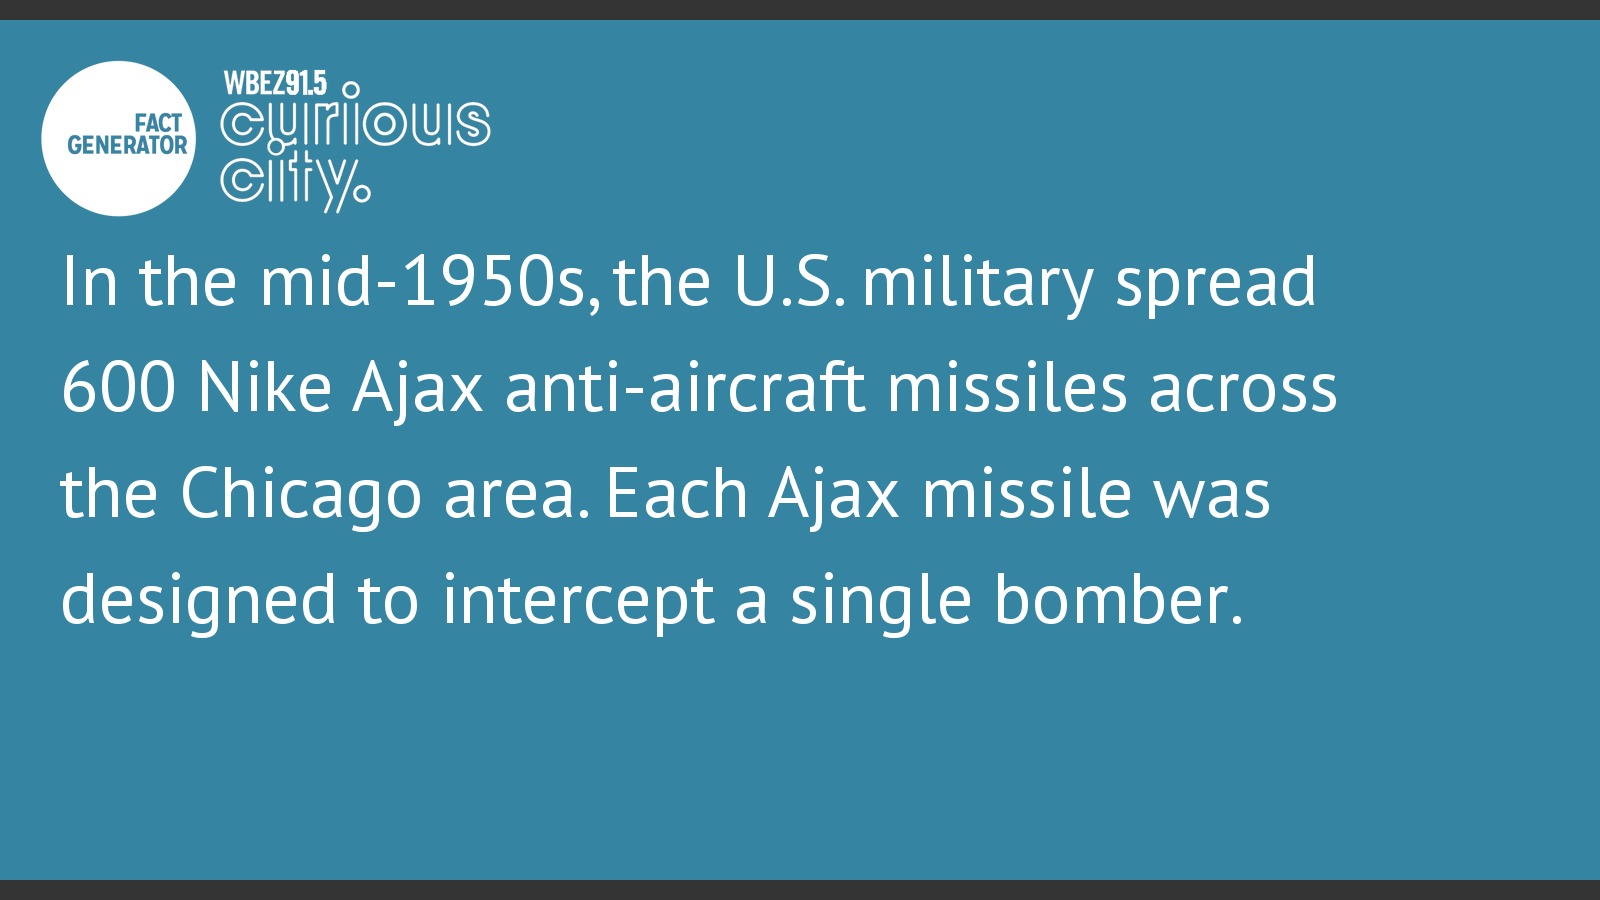 FACT
GENERATOR
WBEZ91.5
curious
city.
In the mid-1950s, the U.S. military spread
600 Nike Ajax anti-aircraft missiles across
the Chicago area. Each Ajax missile was
designed to intercept a single bomber.